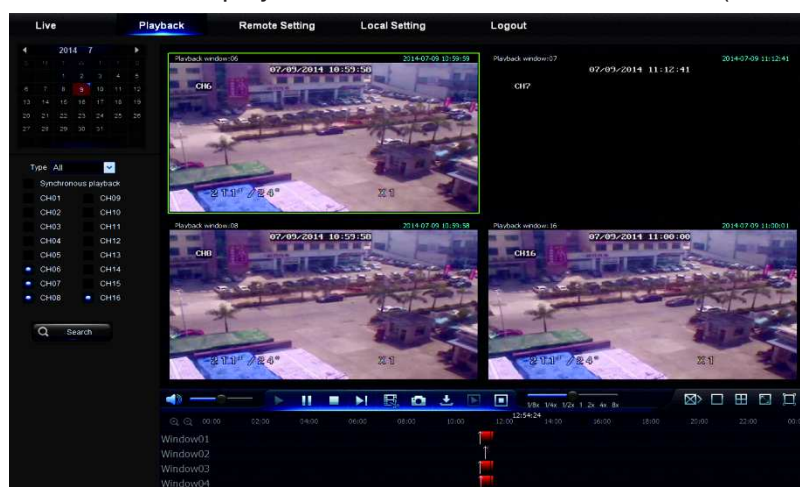 Live Playback Remote Setting Local Setting Logout
2014 7
1 2 3 4 5
6 7 8 9 10 11 12
13 14 15 16 17 18 19
20 21 22 23 24 25 26
27 28 29 30 31
Type All
Synchronous playback
CH01 CH09
CH02 CH10
CH03 CH11
CH04 CH12
CH05 CH13
CH06 CH14
CH07 CH15
CH08 CH16
Search
Playback window:06 2014-07-09 10:59:59
07/09/2014 10:59:58
CH6
-211°/24° X1
Playback window:07 2014-07-09 11:12:41
07/09/2014 11:12:41
CH7
Playback window:08 2014-07-09 10:59:58
07/09/2014 10:59:58
CH8
-211°/24° X1
Playback window:16 2014-07-09 11:00:01
07/09/2014 11:00:00
CH16
-211°/24° X1
1/8x 1/4x 1/2x 1 2x 4x 8x
12:54:24
00:00 02:00 04:00 06:00 08:00 10:00 12:00 14:00 16:00 18:00 20:00 22:00
Window01
Window02
Window03
Window04